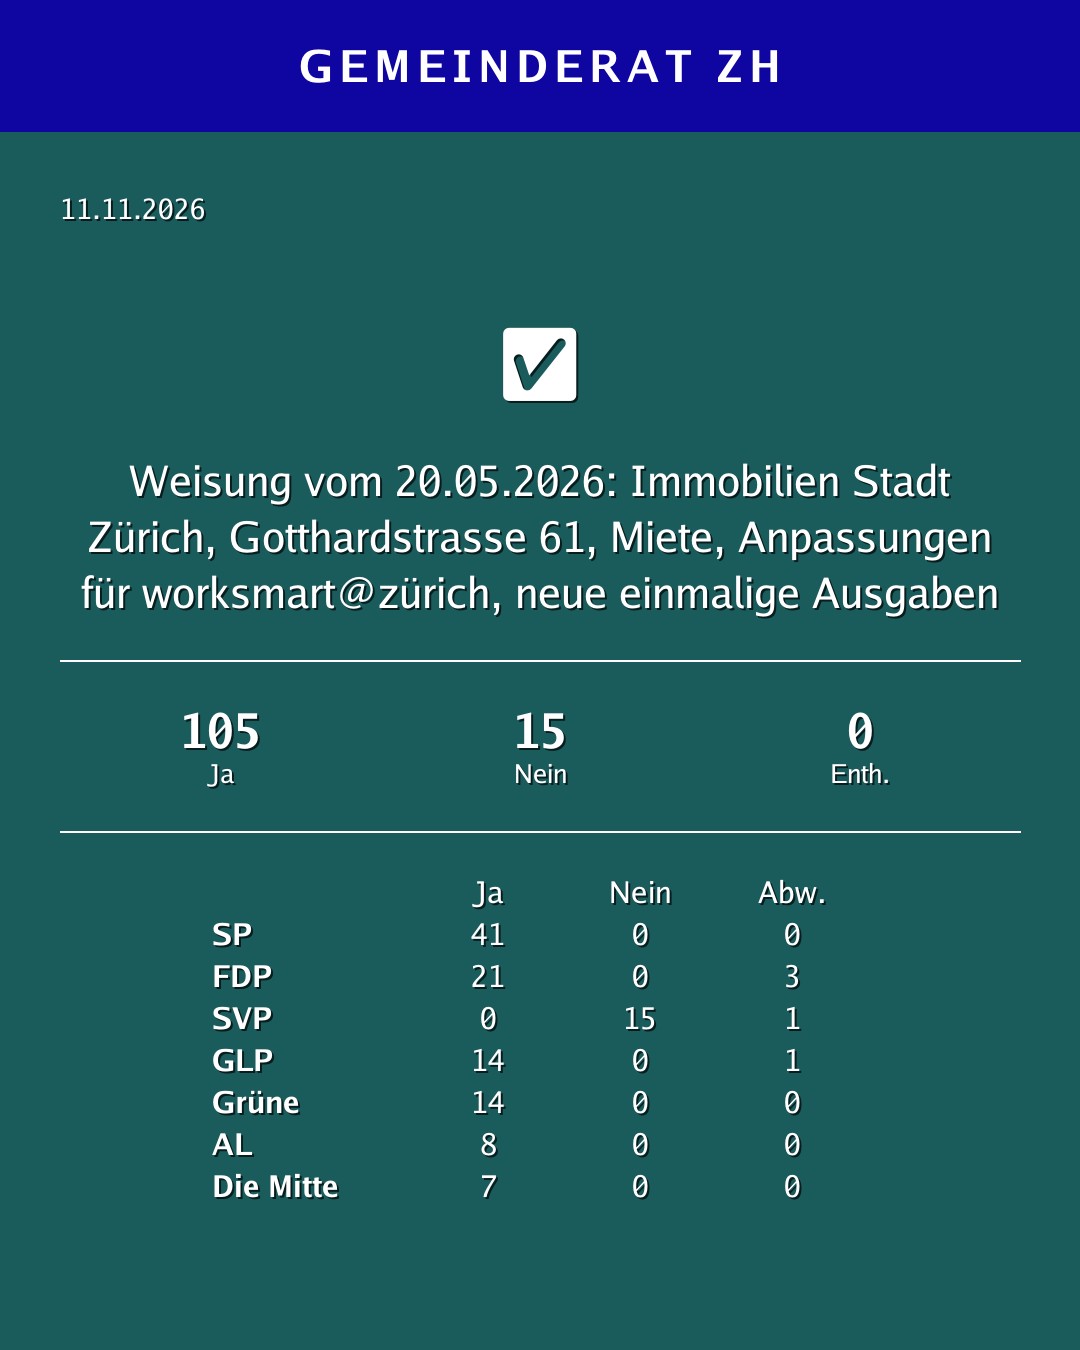 GEMEINDERAT ZH
11.11.2026
Weisung vom 20.05.2026: Immobilien Stadt
Zürich, Gotthardstrasse 61, Miete, Anpassungen
für worksmart@zürich, neue einmalige Ausgaben
105 15 0
Ja Nein Enth.
Ja Nein Abw.
SP 41 0 0
FDP 21 0 3
SVP 0 15 1
GLP 14 0 1
Grüne 14 0 0
AL 8 0 0
Die Mitte 7 0 0